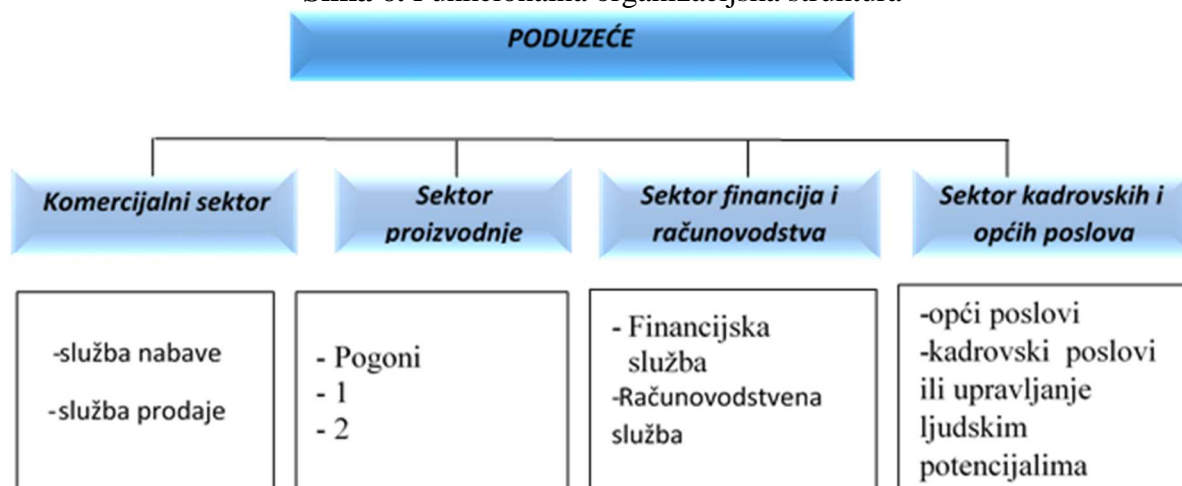 PODUZEĆE
Komercijalni sektor
Sektor
proizvodnje
Sektor financija i
računovodstva
Sektor kadrovskih i
općih poslova
-služba nabave
-služba prodaje
- Pogoni
- 1
- 2
- Financijska
služba
-Računovodstvena
služba
-opći poslovi
-kadrovski poslovi
ili upravljanje
ljudskim
potencijalima